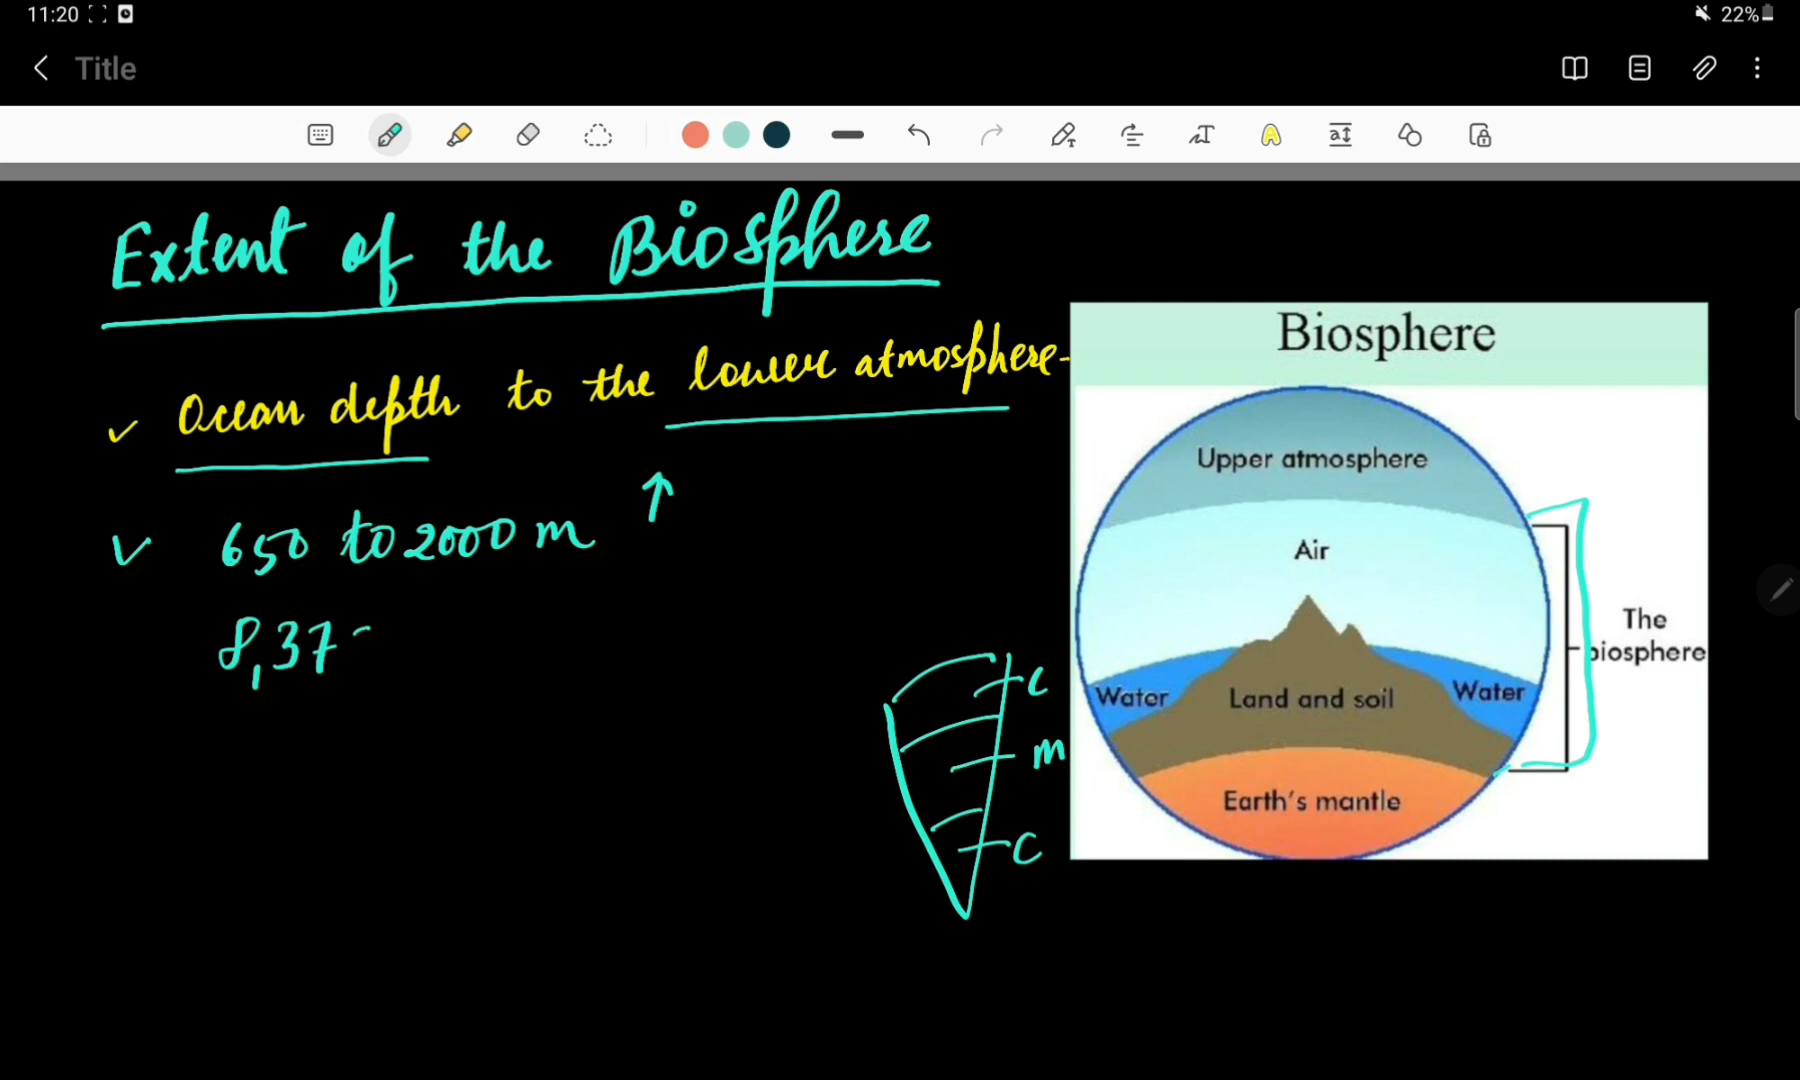 11:20
22%
Title
Extent of the Biosphere
Ocean depth to the lower atmosphere-
650 to 2000 m
8,37-
C
m
C
Biosphere
Upper atmosphere
Air
The
biosphere
Water
Land and soil
Water
Earth's mantle